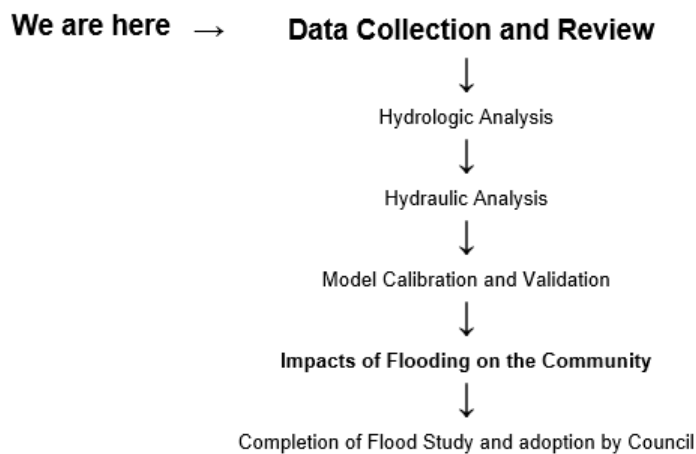 We are here → Data Collection and Review
↓
Hydrologic Analysis
↓
Hydraulic Analysis
↓
Model Calibration and Validation
↓
Impacts of Flooding on the Community
↓
Completion of Flood Study and adoption by Council